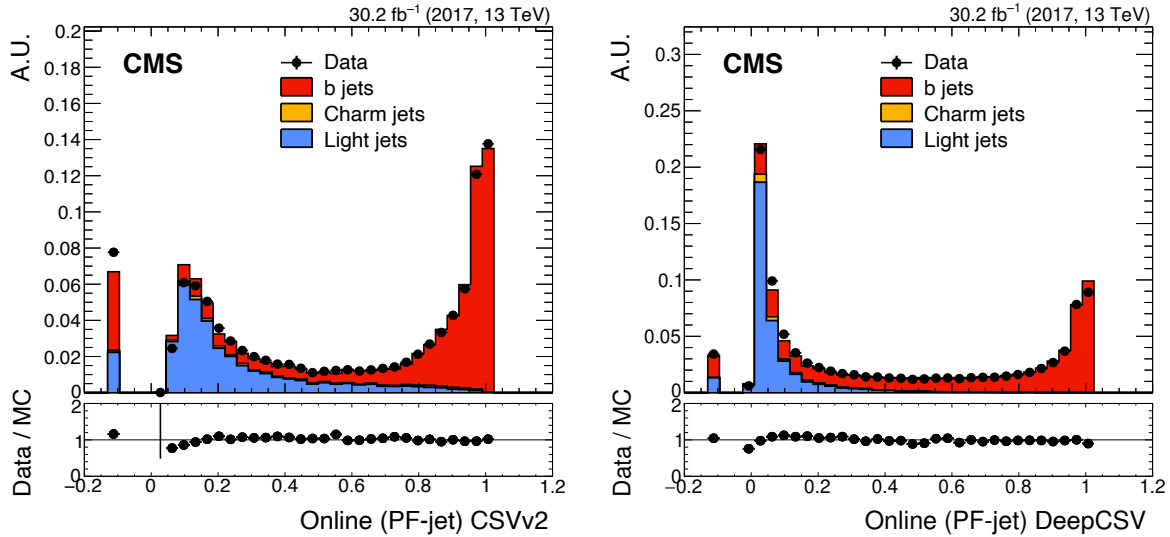 30.2 fb⁻¹ (2017, 13 TeV)
A.U.
0.2
0.18
0.16
0.14
0.12
0.1
0.08
0.06
0.04
0.02
0
CMS
Data
b jets
Charm jets
Light jets
Data / MC
2
1
0
−0.2 0 0.2 0.4 0.6 0.8 1 1.2
Online (PF-jet) CSVv2
30.2 fb⁻¹ (2017, 13 TeV)
A.U.
0.3
0.25
0.2
0.15
0.1
0.05
0
CMS
Data
b jets
Charm jets
Light jets
Data / MC
2
1
0
−0.2 0 0.2 0.4 0.6 0.8 1 1.2
Online (PF-jet) DeepCSV